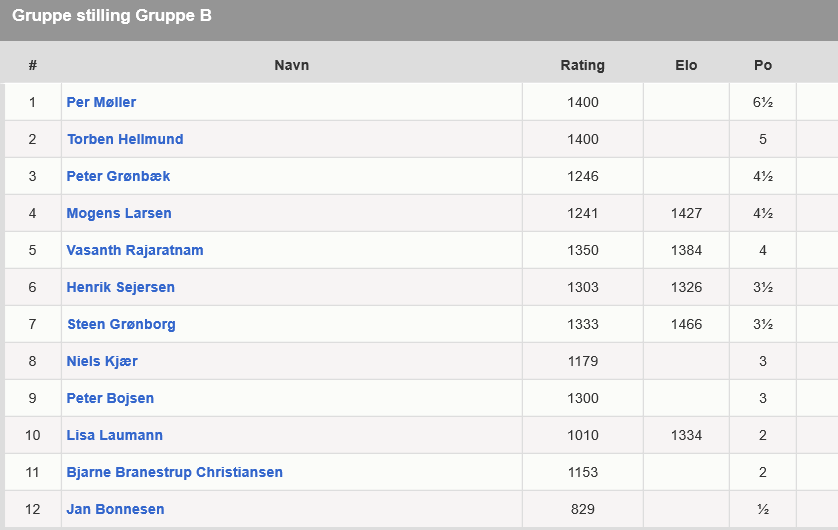 Gruppe stilling Gruppe B
# Navn Rating Elo Po
1 Per Møller 1400 6½
2 Torben Hellmund 1400 5
3 Peter Grønbæk 1246 4½
4 Mogens Larsen 1241 1427 4½
5 Vasanth Rajaratnam 1350 1384 4
6 Henrik Sejersen 1303 1326 3½
7 Steen Grønborg 1333 1466 3½
8 Niels Kjær 1179 3
9 Peter Bojsen 1300 3
10 Lisa Laumann 1010 1334 2
11 Bjarne Branestrup Christiansen 1153 2
12 Jan Bonnesen 829 ½